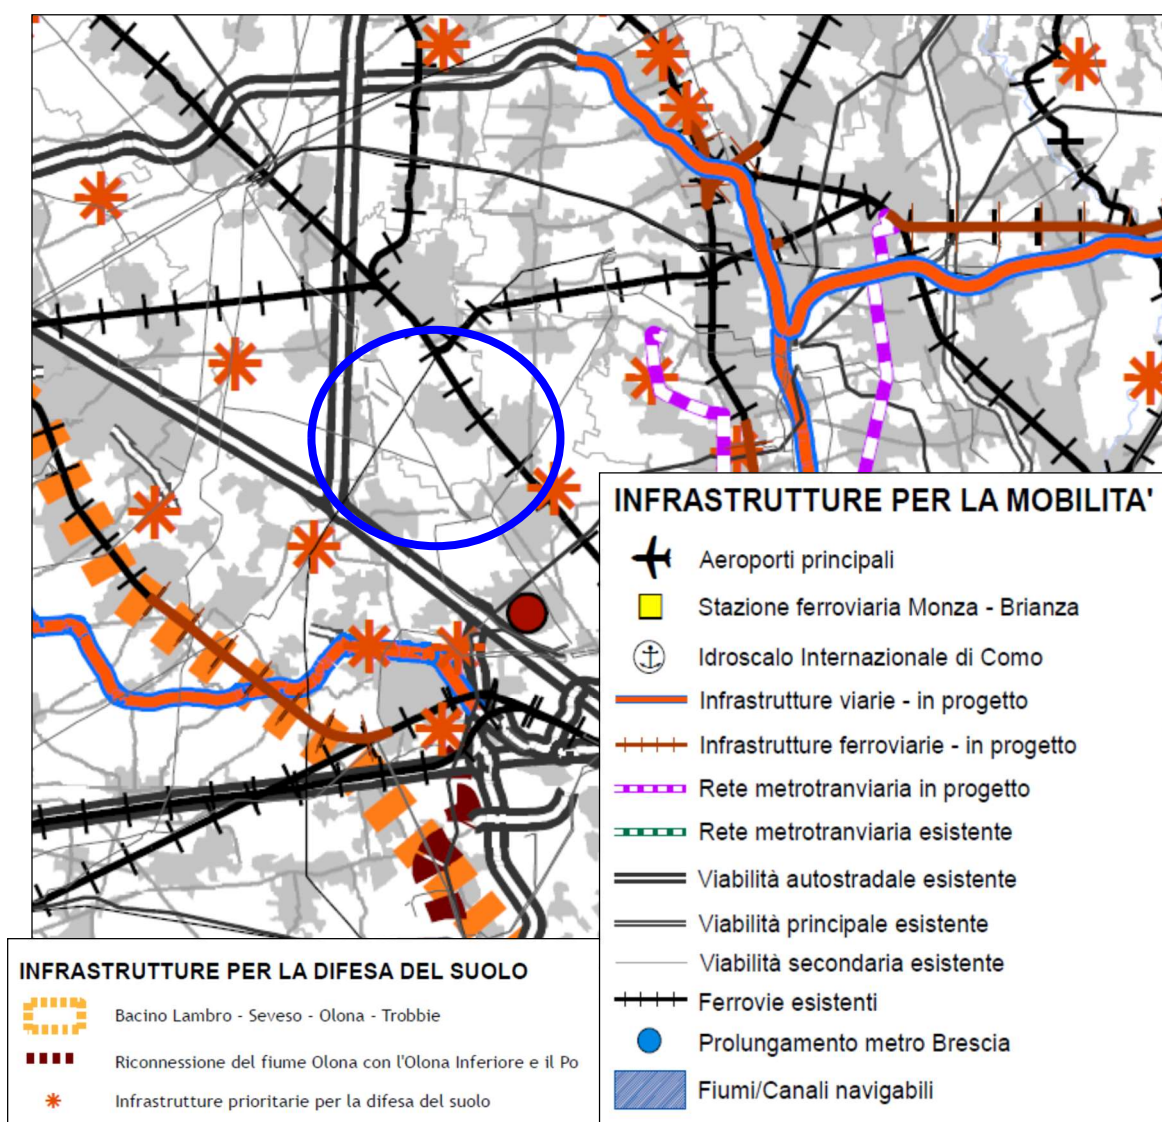 INFRASTRUTTURE PER LA MOBILITA'
Aeroporti principali
Stazione ferroviaria Monza - Brianza
Idroscalo Internazionale di Como
Infrastrutture viarie - in progetto
Infrastrutture ferroviarie - in progetto
Rete metrotranviaria in progetto
Rete metrotranviaria esistente
Viabilità autostradale esistente
Viabilità principale esistente
Viabilità secondaria esistente
Ferrovie esistenti
Prolungamento metro Brescia
Fiumi/Canali navigabili
INFRASTRUTTURE PER LA DIFESA DEL SUOLO
Bacino Lambro - Seveso - Olona - Trobbie
Riconnessione del fiume Olona con l'Olona Inferiore e il Po
Infrastrutture prioritarie per la difesa del suolo